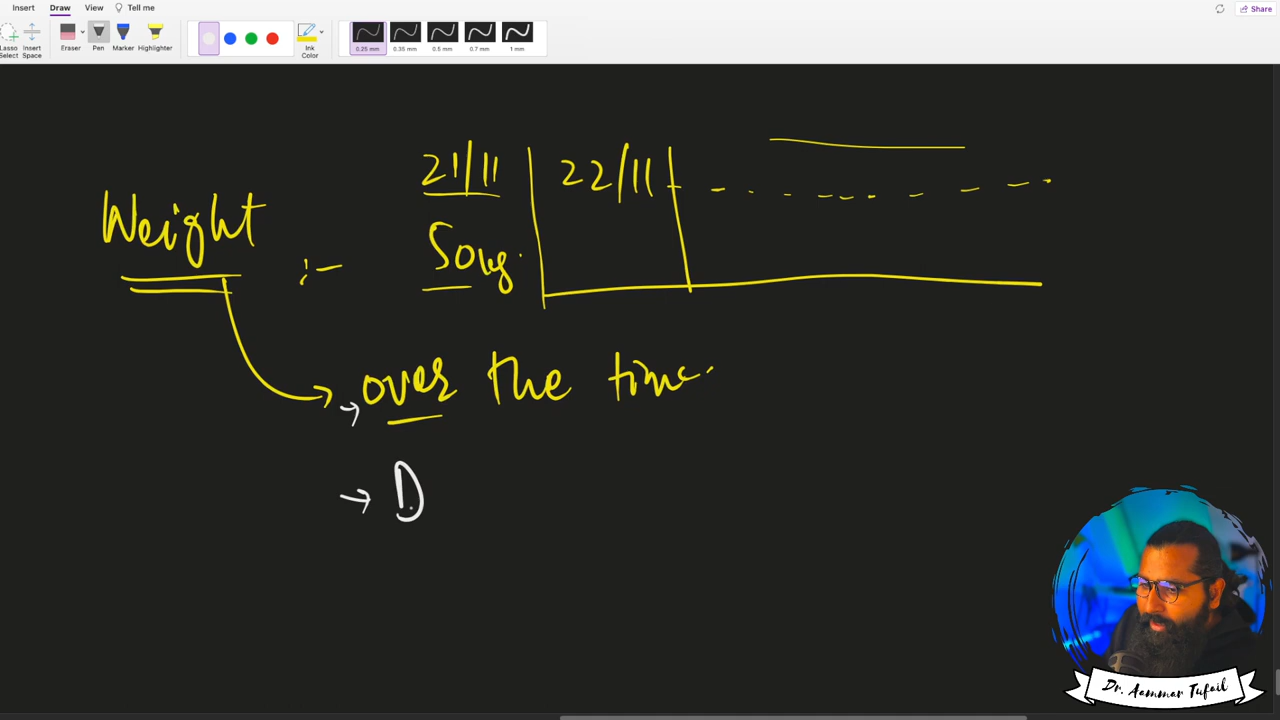 Insert Draw View Tell me Share
Lasso Select Insert Space Eraser Pen Marker Highlighter Ink Color 0.25 mm 0.35 mm 0.5 mm 0.7 mm 1 mm
21/11 22/11
Weight :- 50kg.
→ over the time.
→ D
Dr. Aammar Tufail